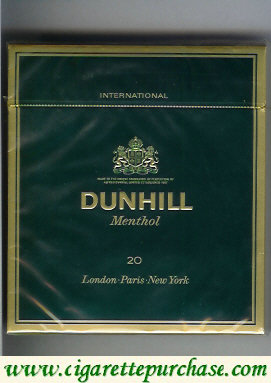 INTERNATIONAL
DUNHILL
Menthol
20
London·Paris·New York
www.cigarettepurchase.com